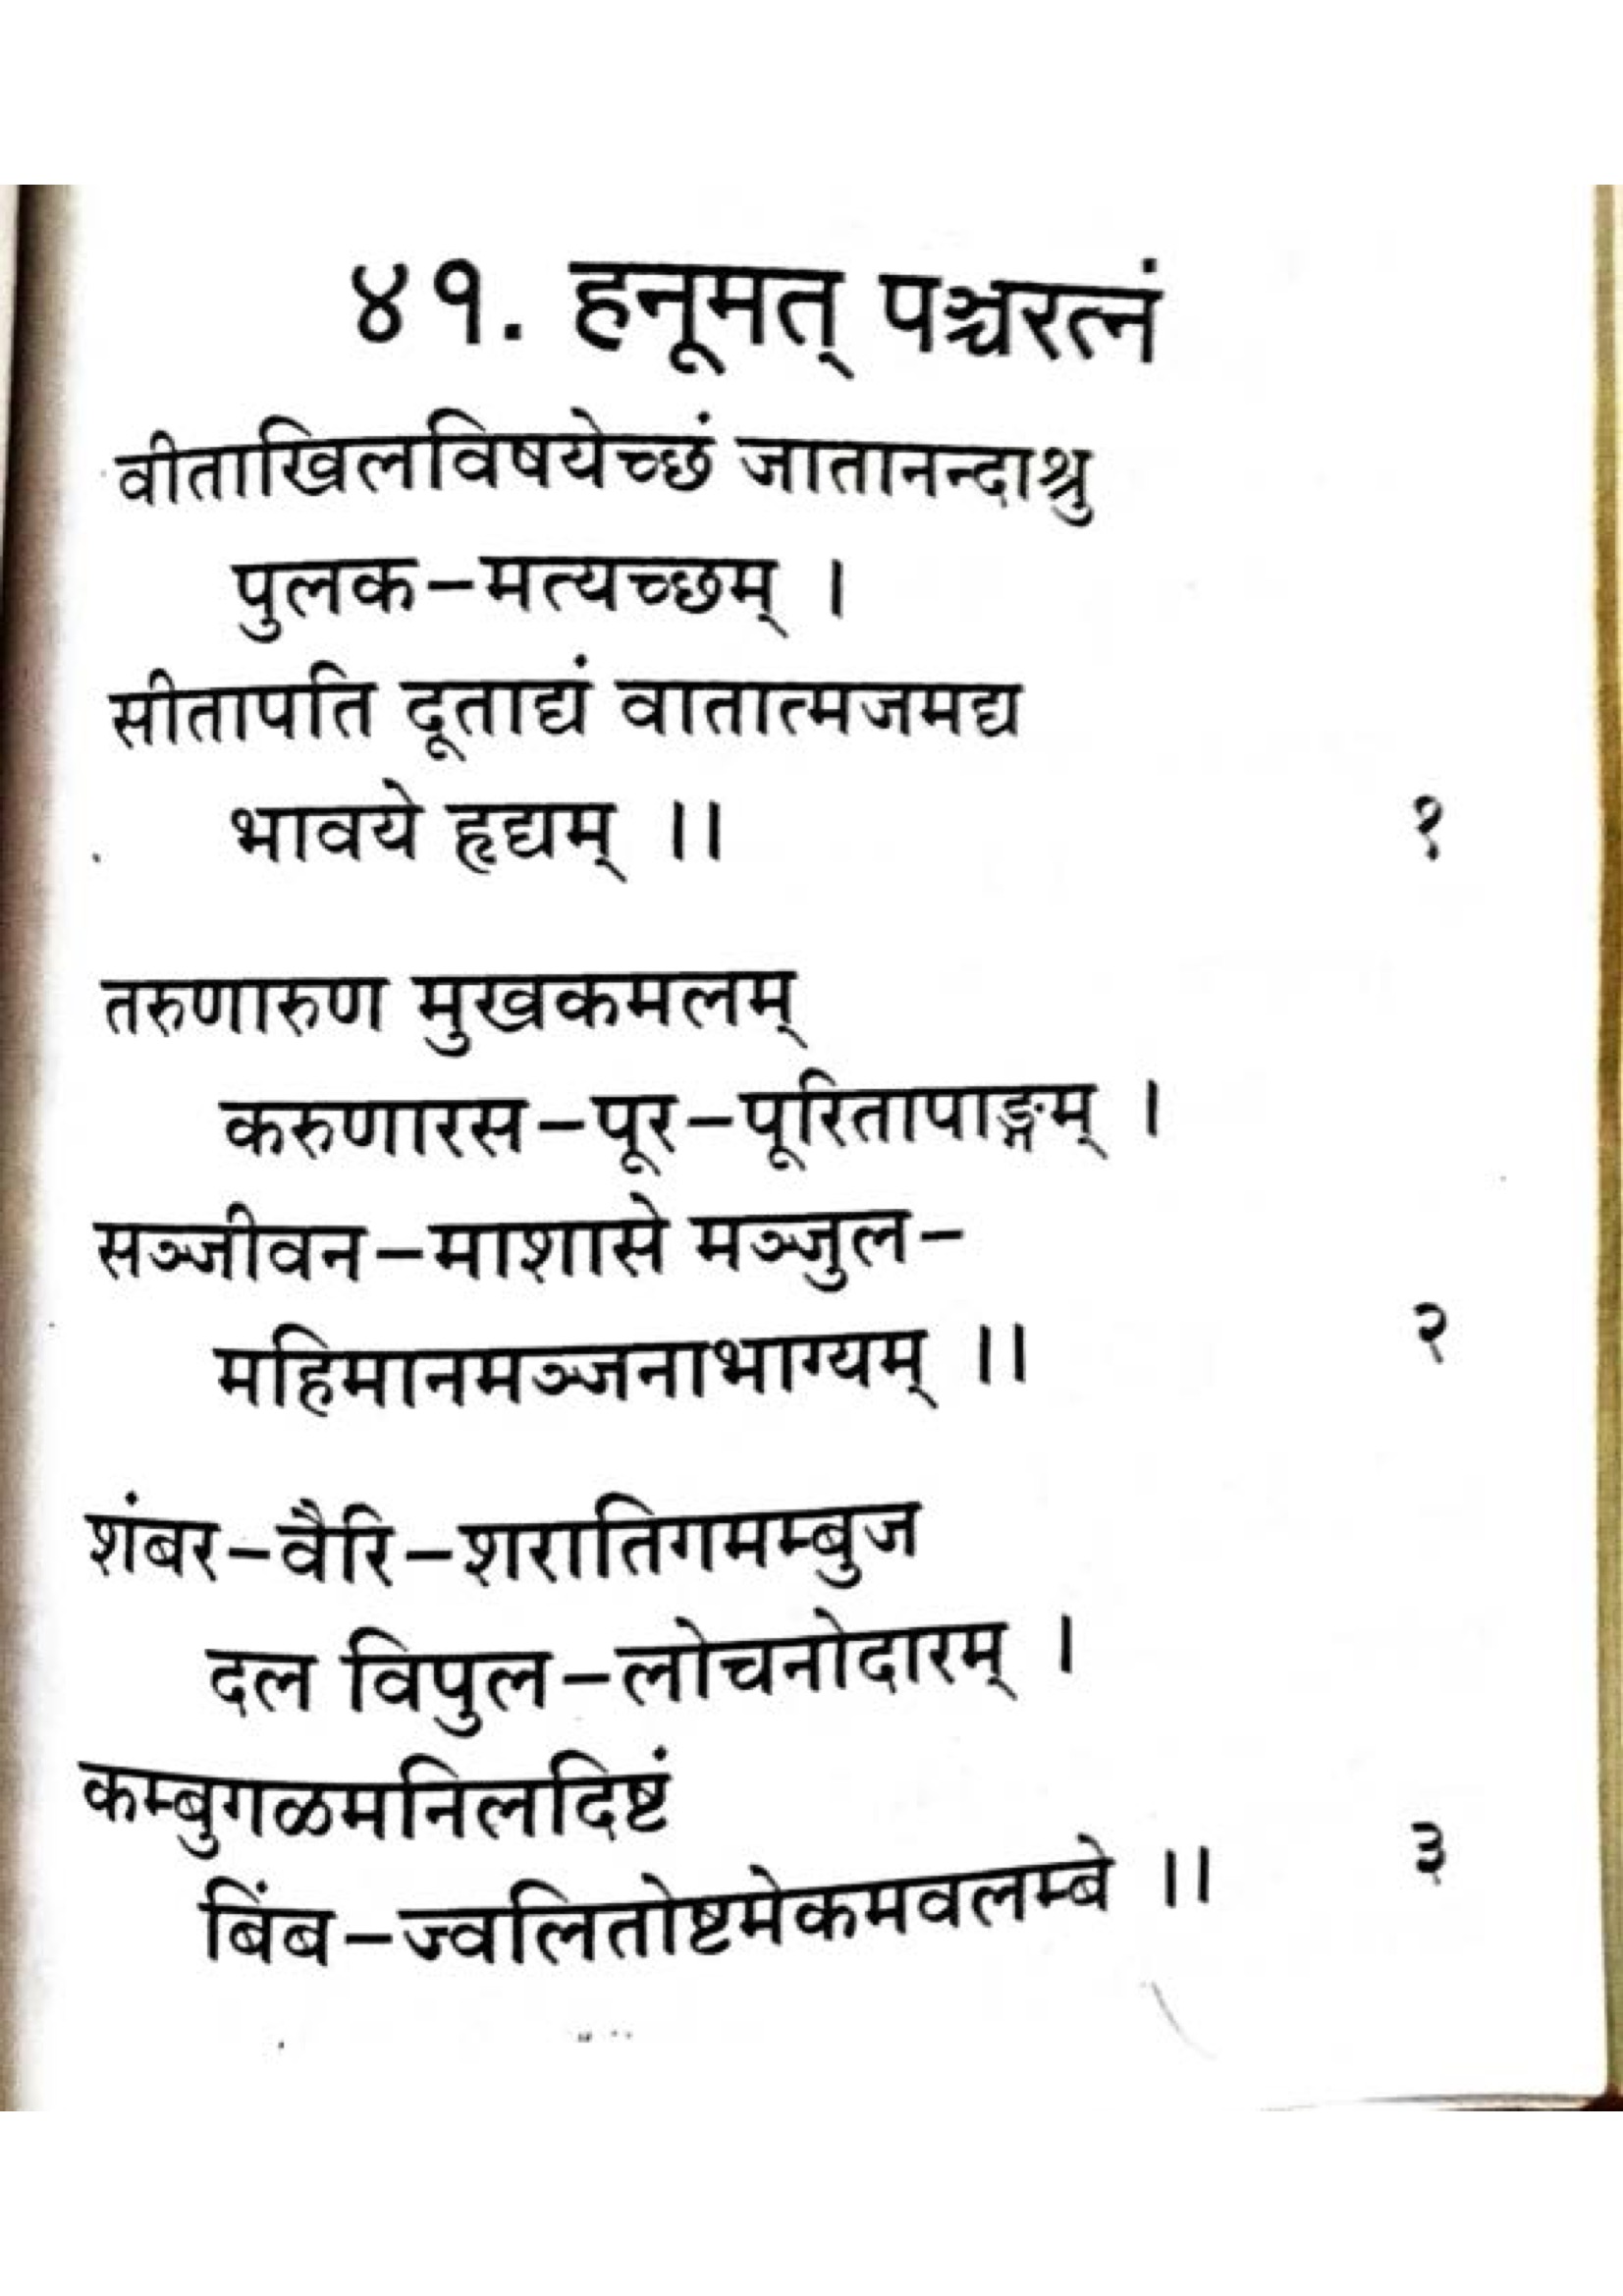 ४१. हनूमत् पञ्चरत्नं
वीताखिलविषयेच्छं जातानन्दाश्रु
पुलक-मत्यच्छम् ।
सीतापति दूताद्यं वातात्मजमद्य
भावये हृद्यम् ।। १
तरुणारुण मुखकमलम्
करुणारस-पूर-पूरितापाङ्गम् ।
सञ्जीवन-माशासे मञ्जुल-
महिमानमञ्जनाभाग्यम् ।। २
शंबर-वैरि-शरातिगमम्बुज
दल विपुल-लोचनोदारम् ।
कम्बुगळमनिलदिष्टं
बिंब-ज्वलितोष्टमेकमवलम्बे ।। ३